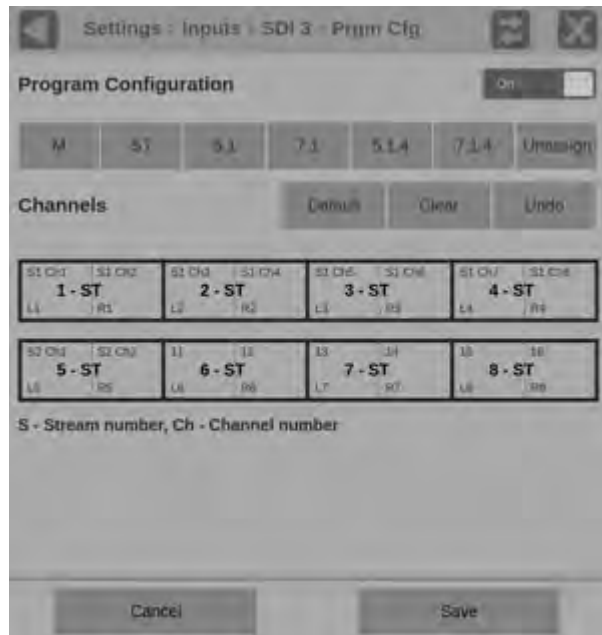 Settings : Inputs : SDI 3 - Prgm Cfg
Program Configuration
On
M ST 5.1 7.1 5.1.4 7.1.4 Unassign
Channels
Default Clear Undo
S1 Ch1 S1 Ch2 S1 Ch3 S1 Ch4 S1 Ch5 S1 Ch6 S1 Ch7 S1 Ch8
1 - ST 2 - ST 3 - ST 4 - ST
L1 R1 L2 R2 L3 R3 L4 R4
S2 Ch1 S2 Ch2 11 12 13 14 15 16
5 - ST 6 - ST 7 - ST 8 - ST
L5 R5 L6 R6 L7 R7 L8 R8
S - Stream number, Ch - Channel number
Cancel Save